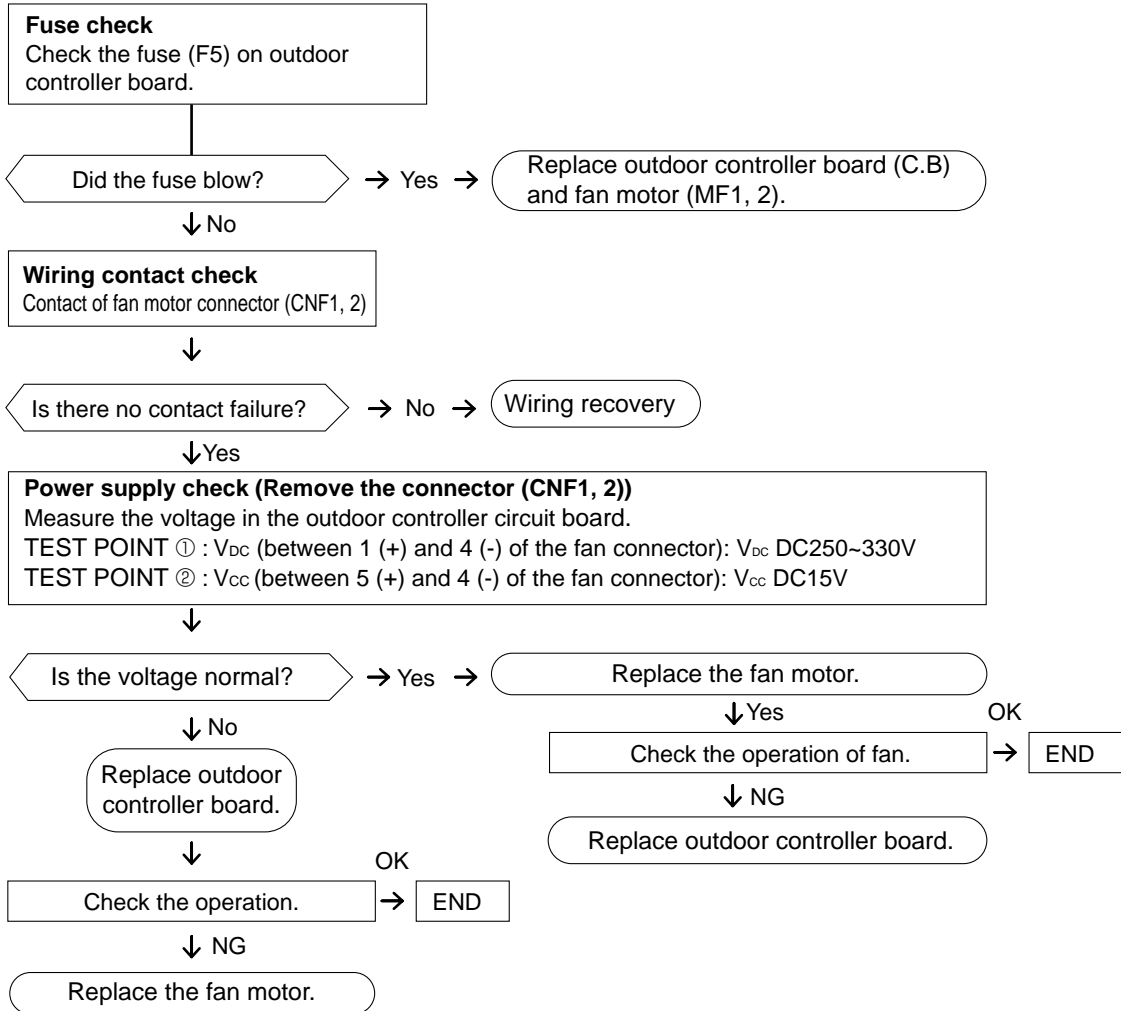 Fuse check
Check the fuse (F5) on outdoor
controller board.
Did the fuse blow?
Yes
Replace outdoor controller board (C.B)
and fan motor (MF1, 2).
No
Wiring contact check
Contact of fan motor connector (CNF1, 2)
Is there no contact failure?
No
Wiring recovery
Yes
Power supply check (Remove the connector (CNF1, 2))
Measure the voltage in the outdoor controller circuit board.
TEST POINT ① : VDC (between 1 (+) and 4 (-) of the fan connector): VDC DC250~330V
TEST POINT ② : VCC (between 5 (+) and 4 (-) of the fan connector): VCC DC15V
Is the voltage normal?
Yes
Replace the fan motor.
Yes
OK
Check the operation of fan.
END
NG
Replace outdoor controller board.
No
Replace outdoor
controller board.
OK
Check the operation.
END
NG
Replace the fan motor.